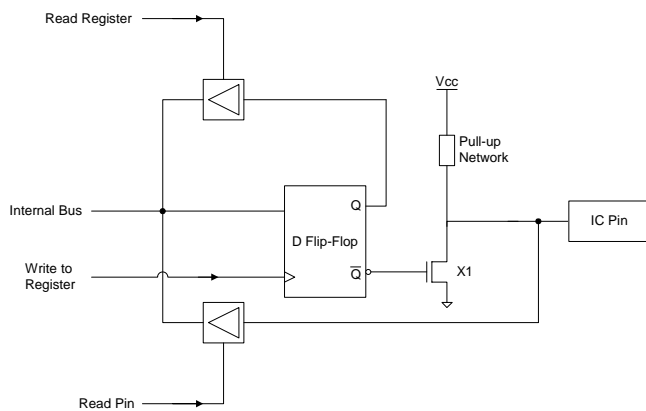 Read Register
Vcc
Pull-up
Network
Internal Bus
Q
IC Pin
D Flip-Flop
Write to
Register
Q
X1
Read Pin